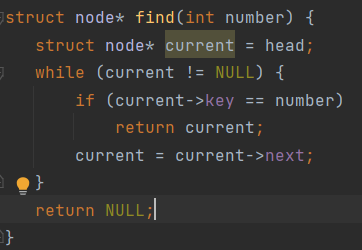 struct node* find(int number) {
    struct node* current = head;
    while (current != NULL) {
        if (current->key == number)
            return current;
        current = current->next;
    }
    return NULL;
}